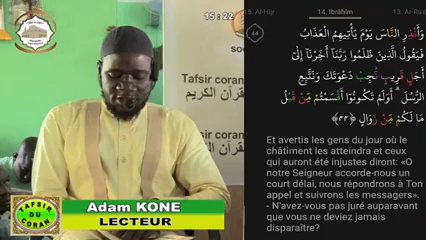 15 : 22
Tafsir coran
تفسير القرآن الكريم
TAFSIR
DU
CORAN
Adam KONE
LECTEUR
5. Al-Hijr
14. Ibrâhîm
13. Ar-Ra
44
وَأَنذِرِ النَّاسَ يَوْمَ يَأْتِيهِمُ الْعَذَابُ
فَيَقُولُ الَّذِينَ ظَلَمُوا رَبَّنَا أَخِّرْنَا إِلَىٰ
أَجَلٍ قَرِيبٍ نُّجِبْ دَعْوَتَكَ وَنَتَّبِعِ
الرُّسُلَ ۗ أَوَلَمْ تَكُونُوا أَقْسَمْتُم مِّن قَبْلُ
مَا لَكُم مِّن زَوَالٍ ﴿٤٤﴾
Et avertis les gens du jour où le
châtiment les atteindra et ceux
qui auront été injustes diront: «O
notre Seigneur accorde-nous un
court délai, nous répondrons à Ton
appel et suivrons les messagers».
- N'avez-vous pas juré auparavant
que vous ne deviez jamais
disparaître?